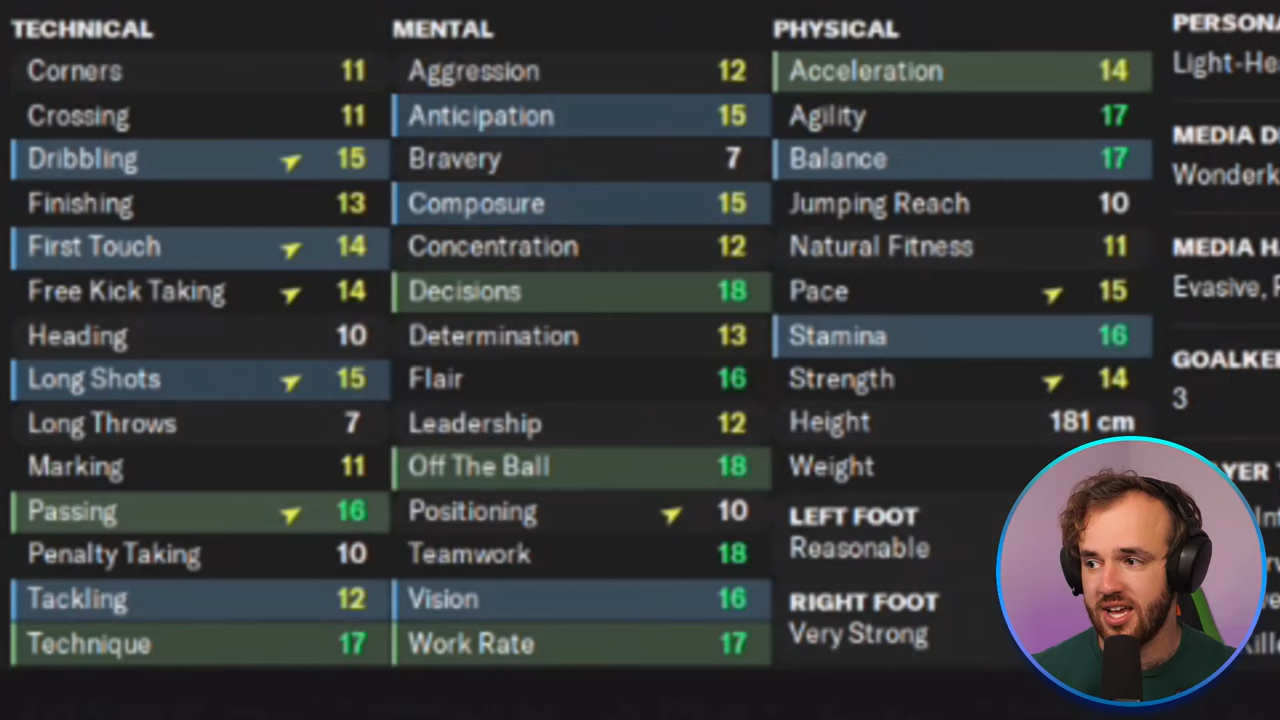 TECHNICAL
Corners 11
Crossing 11
Dribbling 15
Finishing 13
First Touch 14
Free Kick Taking 14
Heading 10
Long Shots 15
Long Throws 7
Marking 11
Passing 16
Penalty Taking 10
Tackling 12
Technique 17
MENTAL
Aggression 12
Anticipation 15
Bravery 7
Composure 15
Concentration 12
Decisions 18
Determination 13
Flair 16
Leadership 12
Off The Ball 18
Positioning 10
Teamwork 18
Vision 16
Work Rate 17
PHYSICAL
Acceleration 14
Agility 17
Balance 17
Jumping Reach 10
Natural Fitness 11
Pace 15
Stamina 16
Strength 14
Height 181 cm
Weight
LEFT FOOT
Reasonable
RIGHT FOOT
Very Strong
PERSONA
Light-He
MEDIA D
Wonderk
MEDIA H
Evasive,
GOALKE
3